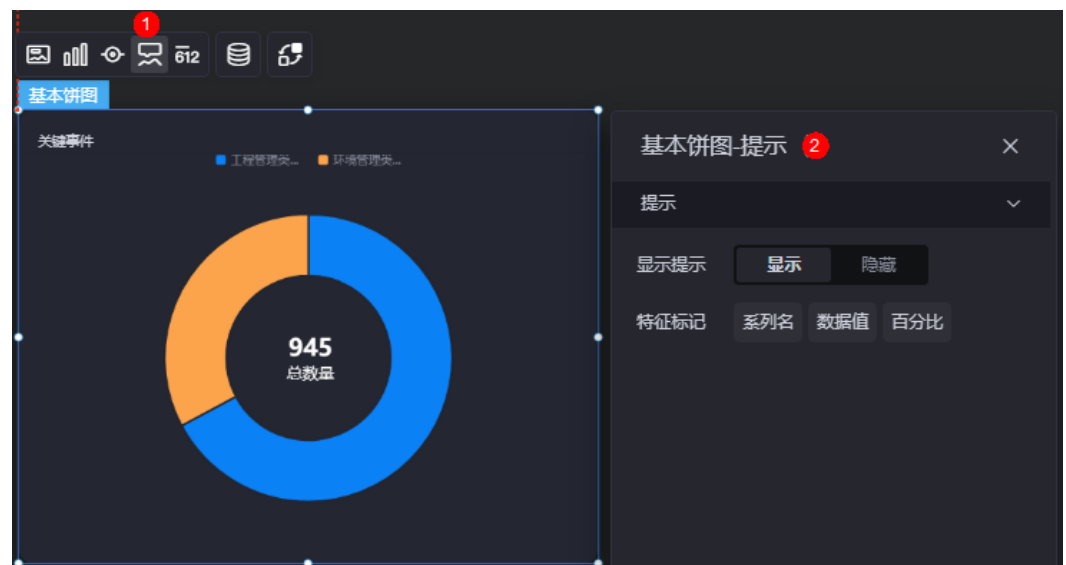 1
612
基本饼图
关键事件
工程管理类... 环境管理类...
945
总数量
基本饼图-提示 2
提示
显示提示 显示 隐藏
特征标记 系列名 数据值 百分比